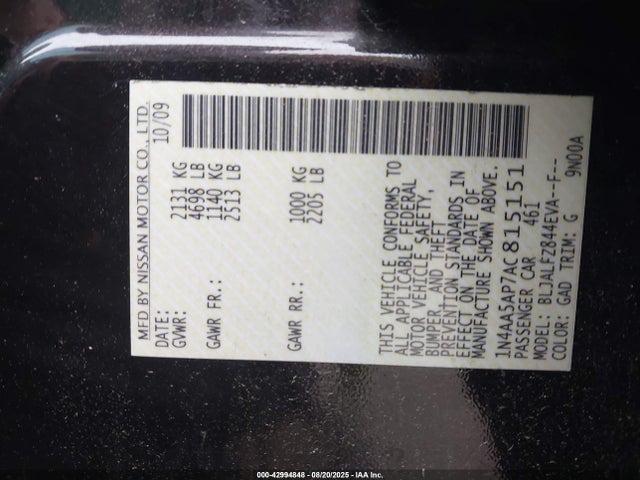 MFD BY NISSAN MOTOR CO., LTD.
DATE: 10/09
GVWR: 2131 KG
4698 LB
GAWR FR.: 1140 KG
2513 LB
GAWR RR.: 1000 KG
2205 LB
THIS VEHICLE CONFORMS TO
ALL APPLICABLE FEDERAL
MOTOR VEHICLE SAFETY,
BUMPER, AND THEFT
PREVENTION STANDARDS IN
EFFECT ON THE DATE OF
MANUFACTURE SHOWN ABOVE.
1N4AA5AP7AC815151
PASSENGER CAR 461
MODEL: BLJALFZ844EVA--F--
COLOR: GAD TRIM: G 9N00A
000-42994848 - 08/20/2025 - IAA Inc.